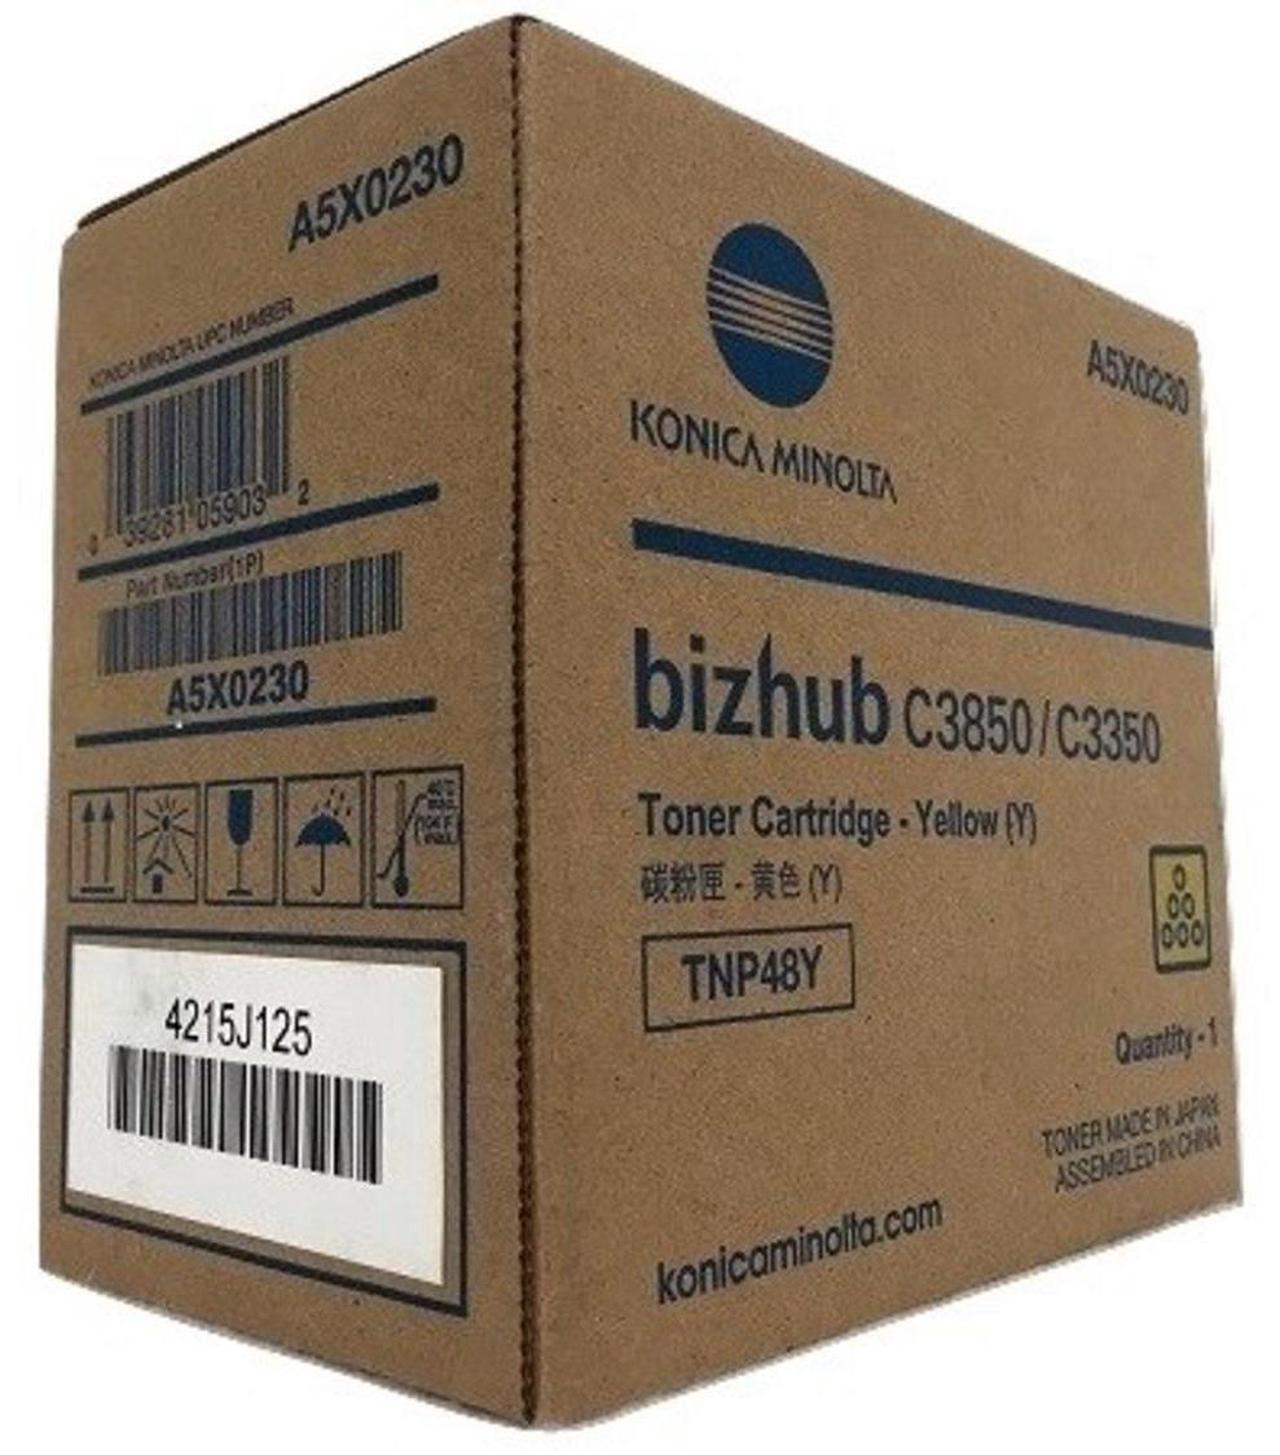 A5X0230
KONICA MINOLTA UPC NUMBER
0 39281 05903 2
Part Number(1P)
A5X0230
4215J125
KONICA MINOLTA
A5X0230
bizhub C3850 / C3350
Toner Cartridge - Yellow (Y)
碳粉匣 - 黄色 (Y)
TNP48Y
Quantity - 1
TONER MADE IN JAPAN
ASSEMBLED IN CHINA
konicaminolta.com